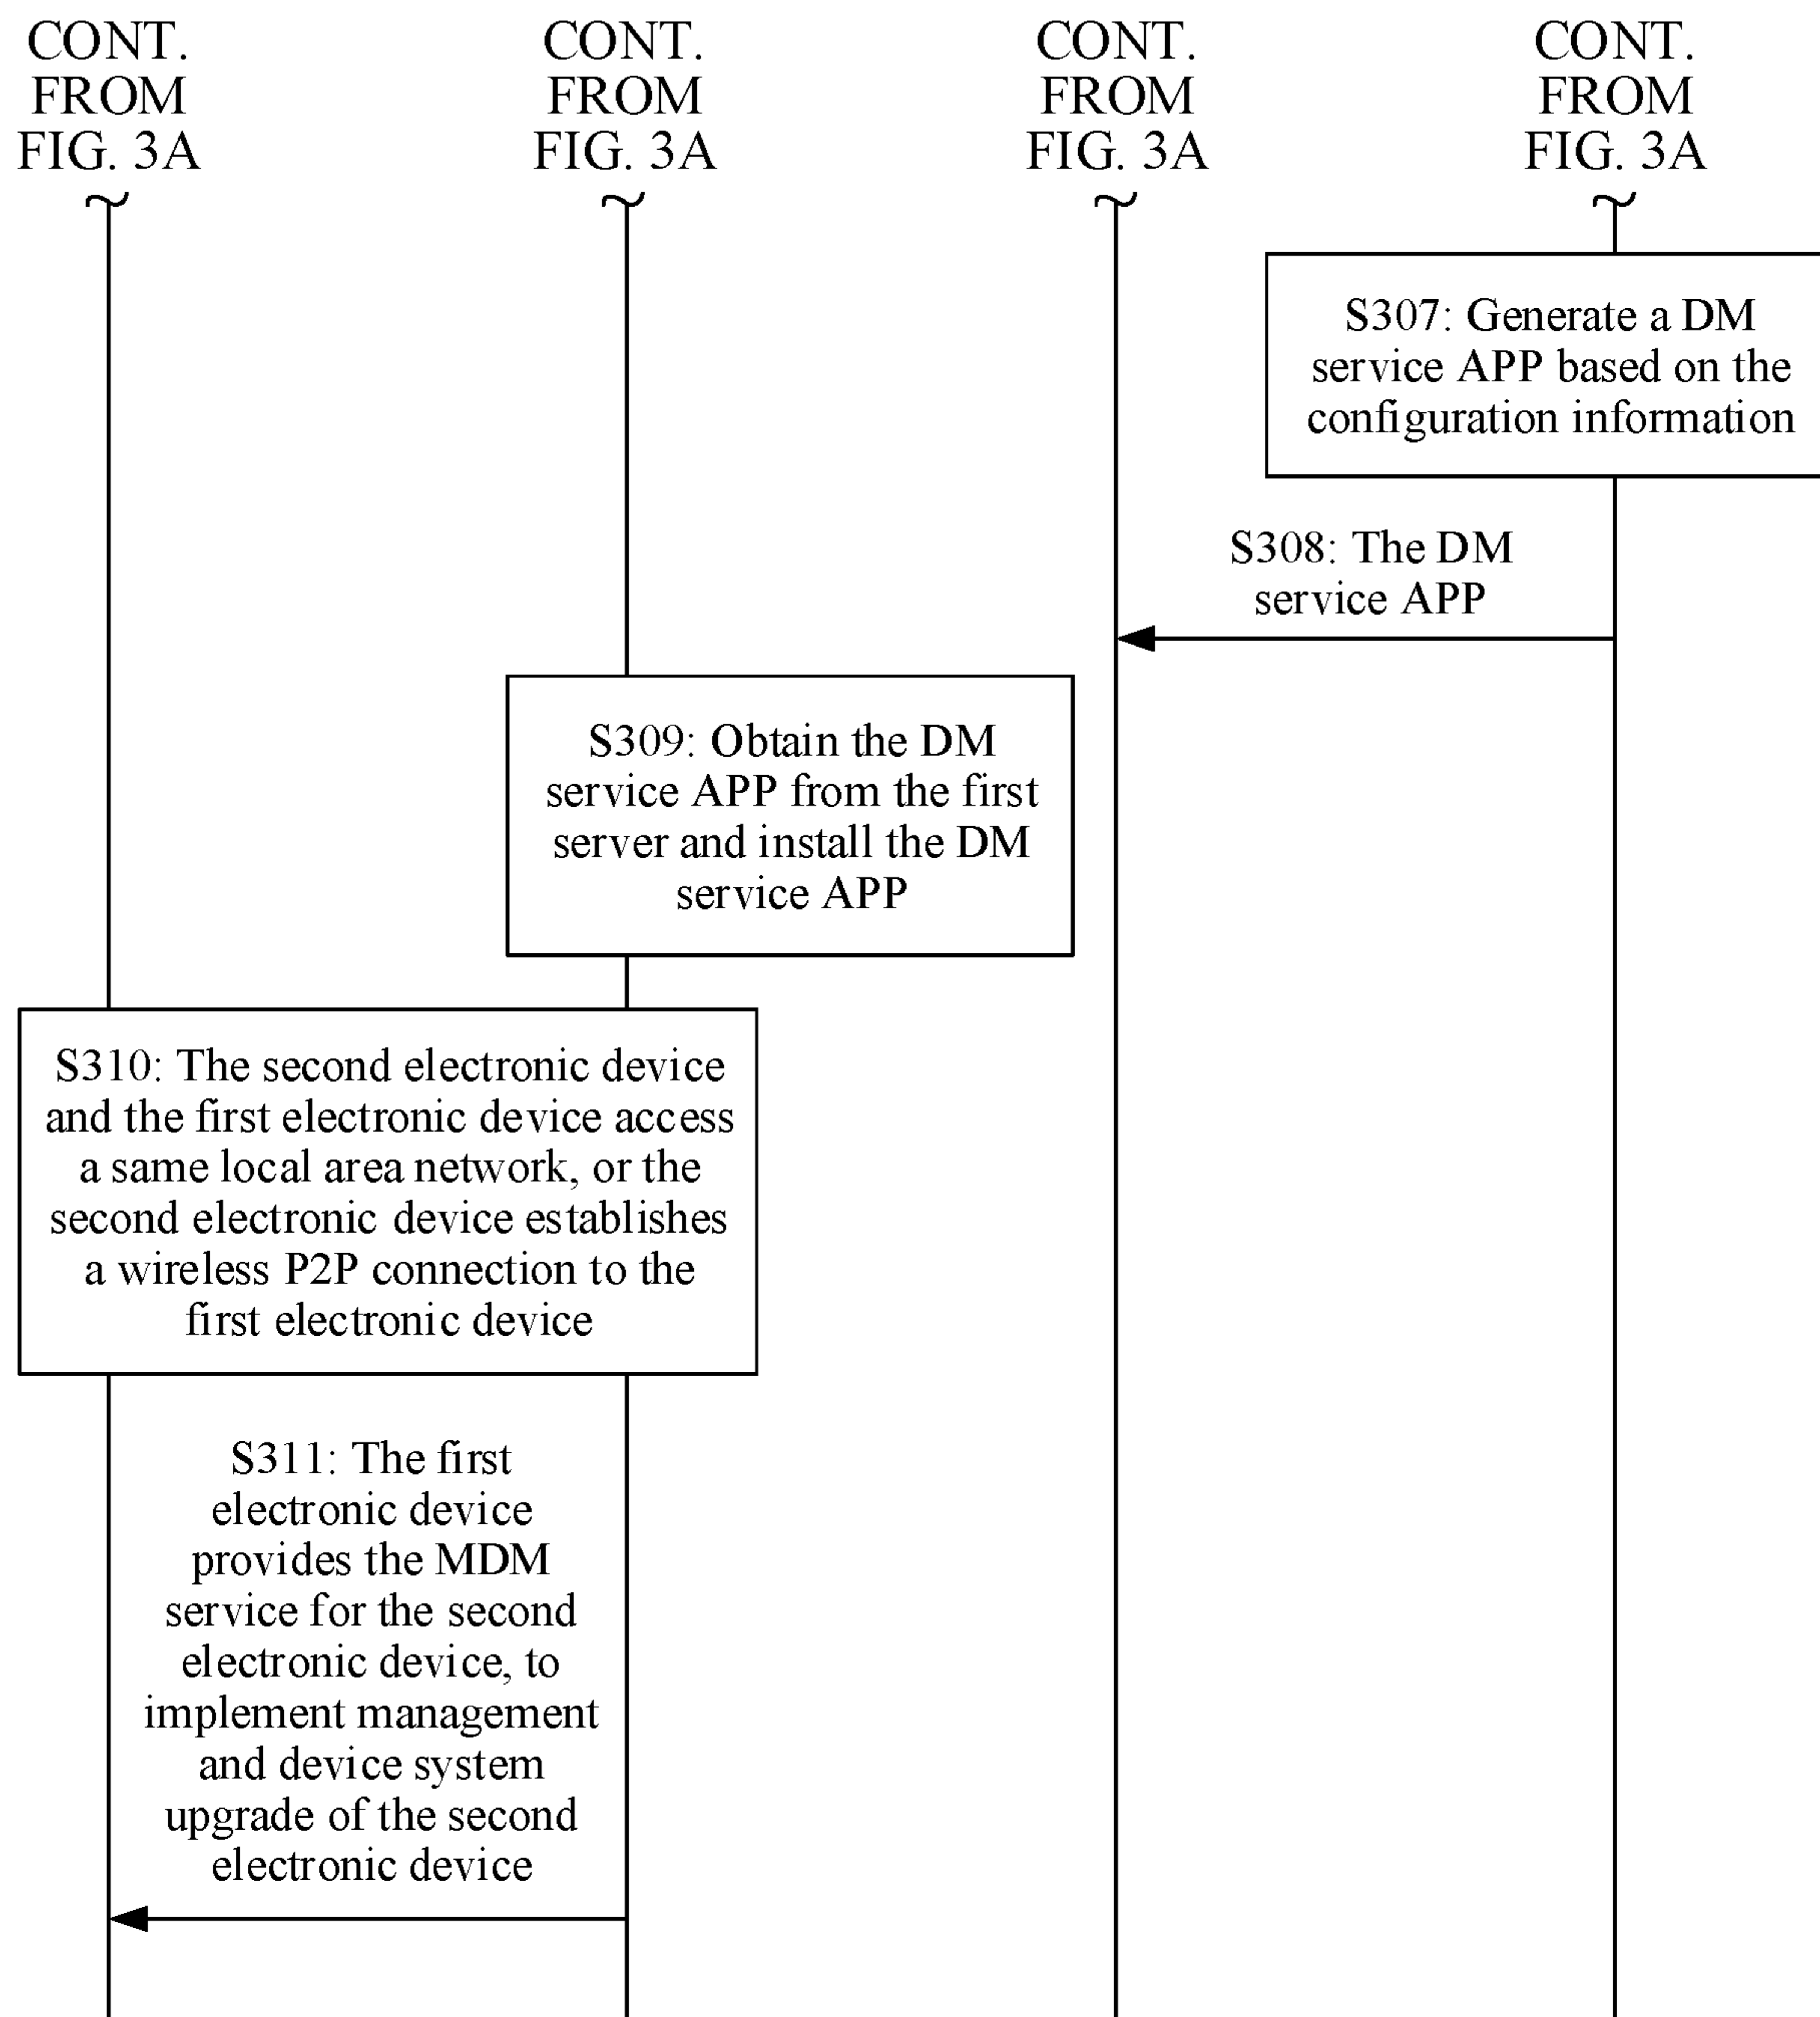 CONT.
FROM
FIG. 3A
CONT.
FROM
FIG. 3A
CONT.
FROM
FIG. 3A
CONT.
FROM
FIG. 3A
S307: Generate a DM
service APP based on the
configuration information
S308: The DM
service APP
S309: Obtain the DM
service APP from the first
server and install the DM
service APP
S310: The second electronic device
and the first electronic device access
a same local area network, or the
second electronic device establishes
a wireless P2P connection to the
first electronic device
S311: The first
electronic device
provides the MDM
service for the second
electronic device, to
implement management
and device system
upgrade of the second
electronic device